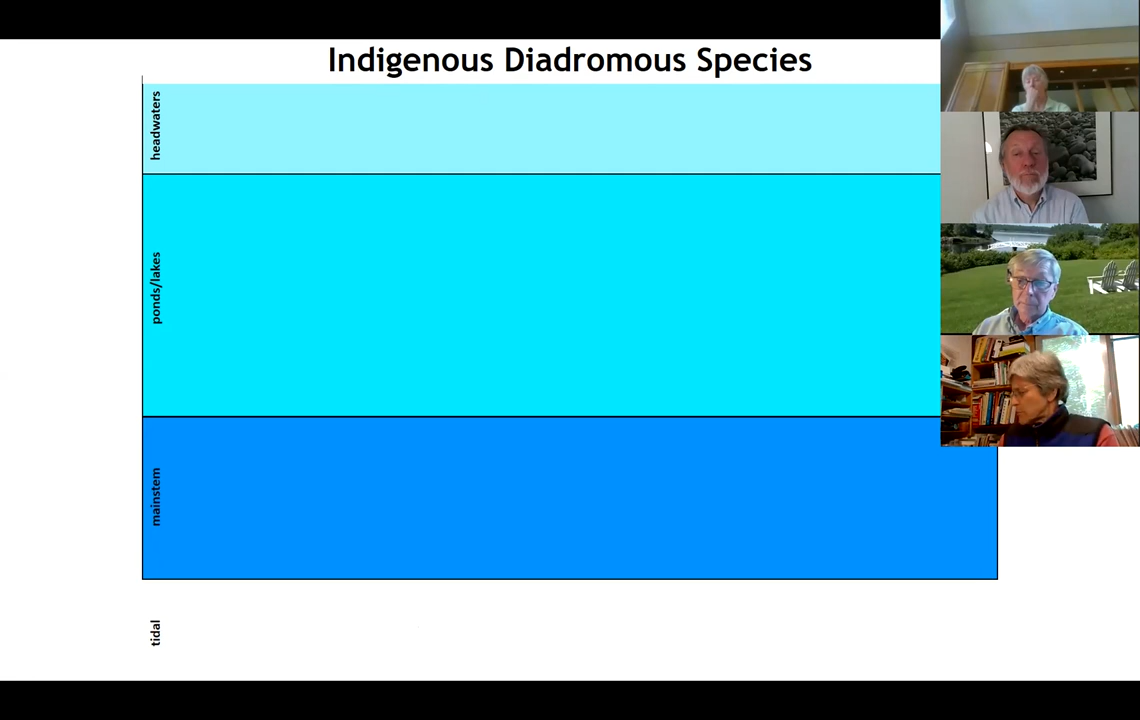 Indigenous Diadromous Species
headwaters
ponds/lakes
mainstem
tidal